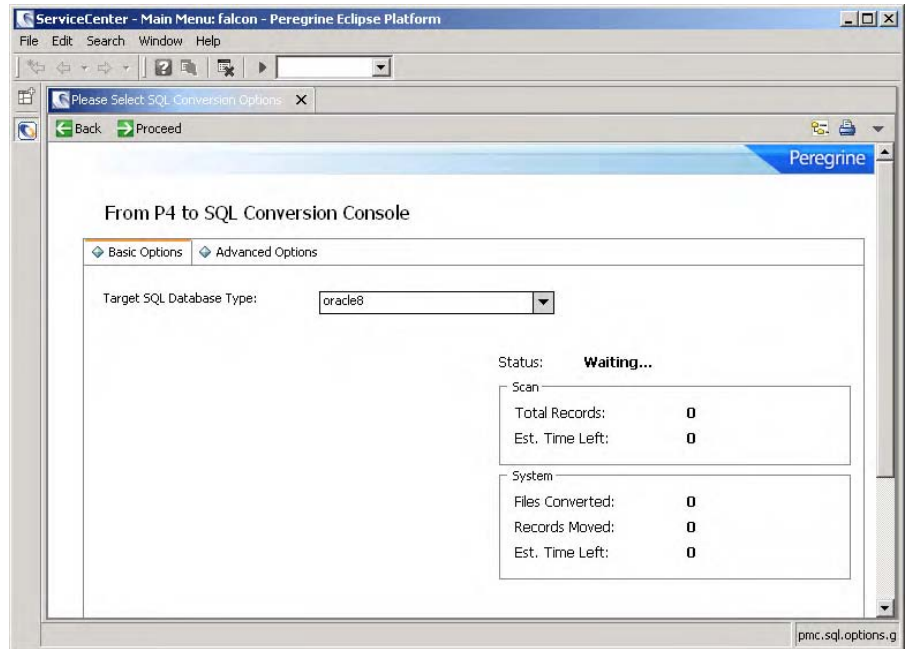 ServiceCenter - Main Menu: falcon - Peregrine Eclipse Platform
File Edit Search Window Help
Please Select SQL Conversion Options
Back Proceed
Peregrine
From P4 to SQL Conversion Console
Basic Options Advanced Options
Target SQL Database Type: oracle8
Status: Waiting...
Scan
Total Records: 0
Est. Time Left: 0
System
Files Converted: 0
Records Moved: 0
Est. Time Left: 0
pmc.sql.options.g